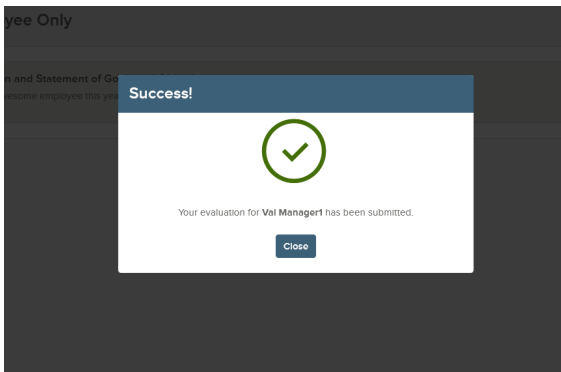 yee Only
n and Statement of Go
wesome employee this yea
Success!
Your evaluation for Val Manager1 has been submitted.
Close